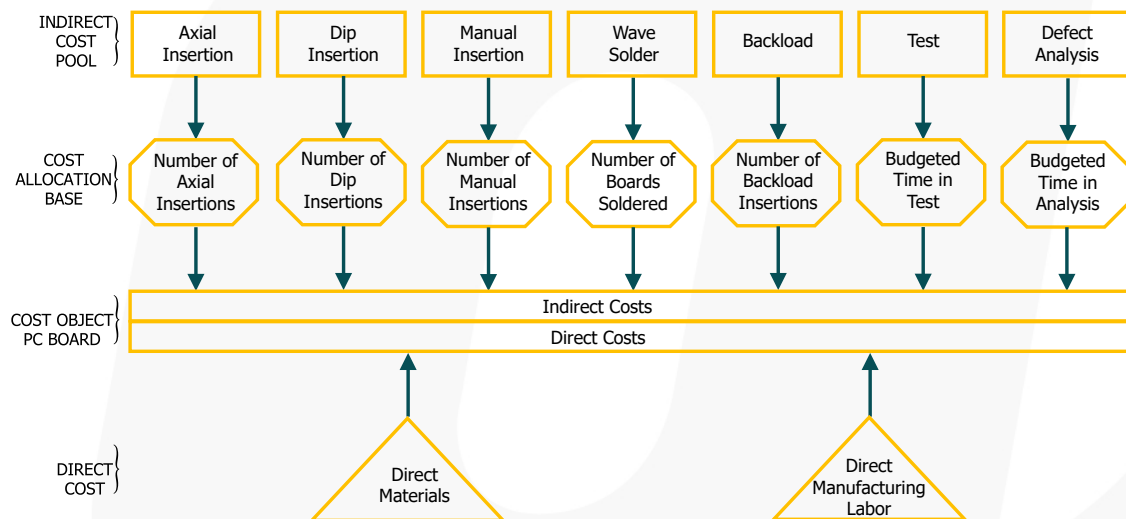 INDIRECT
COST
POOL
Axial
Insertion
Dip
Insertion
Manual
Insertion
Wave
Solder
Backload
Test
Defect
Analysis
COST
ALLOCATION
BASE
Number of
Axial
Insertions
Number of
Dip
Insertions
Number of
Manual
Insertions
Number of
Boards
Soldered
Number of
Backload
Insertions
Budgeted
Time in
Test
Budgeted
Time in
Analysis
COST OBJECT
PC BOARD
Indirect Costs
Direct Costs
DIRECT
COST
Direct
Materials
Direct
Manufacturing
Labor